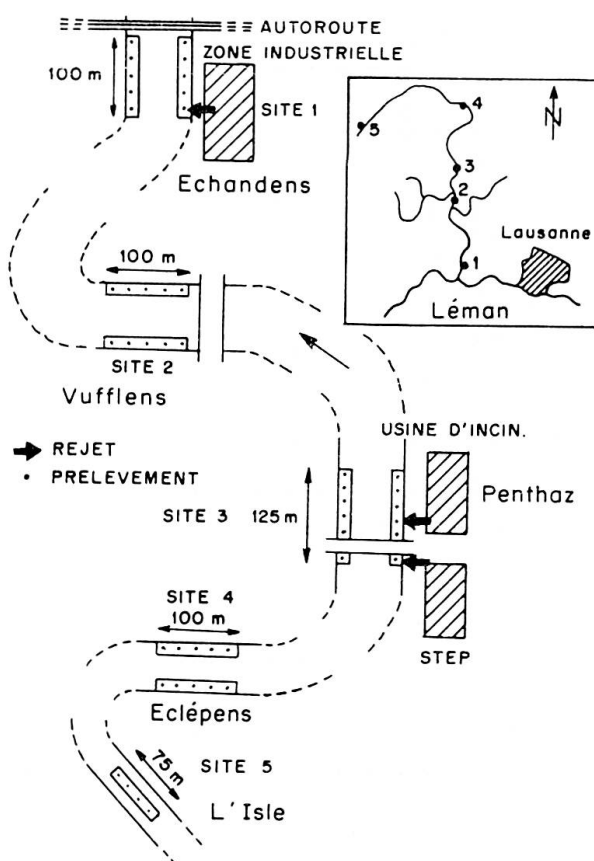 AUTOROUTE
ZONE INDUSTRIELLE
100 m
SITE 1
Echandens
N
4
5
3
2
Lausanne
1
Léman
100 m
SITE 2
Vufflens
USINE D'INCIN.
REJET
PRELEVEMENT
Penthaz
SITE 3 125 m
SITE 4
100 m
STEP
Eclépens
SITE 5
75 m
L'Isle